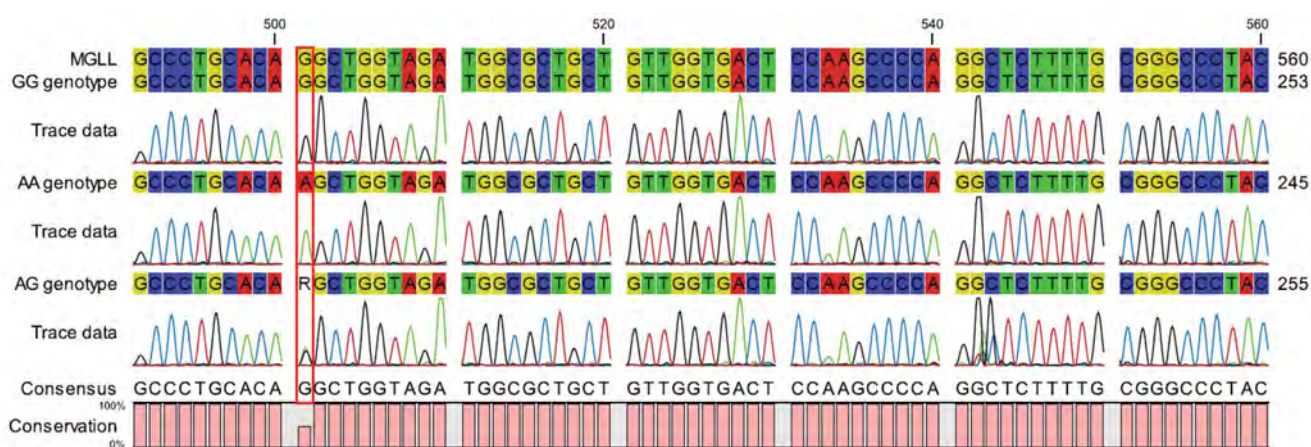 500 520 540 560
MGLL GCCCTGCACA GGCTGGTAGA TGGCGCTGCT GTTGGTGACT CCAAGCCCCA GGCTCTTTTG CGGGCCCTAC 560
GG genotype GCCCTGCACA GGCTGGTAGA TGGCGCTGCT GTTGGTGACT CCAAGCCCCA GGCTCTTTTG CGGGCCCTAC 253
Trace data
AA genotype GCCCTGCACA AGCTGGTAGA TGGCGCTGCT GTTGGTGACT CCAAGCCCCA GGCTCTTTTG CGGGCCCTAC 245
Trace data
AG genotype GCCCTGCACA RGCTGGTAGA TGGCGCTGCT GTTGGTGACT CCAAGCCCCA GGCTCTTTTG CGGGCCCTAC 255
Trace data
Consensus GCCCTGCACA GGCTGGTAGA TGGCGCTGCT GTTGGTGACT CCAAGCCCCA GGCTCTTTTG CGGGCCCTAC
100%
Conservation
0%